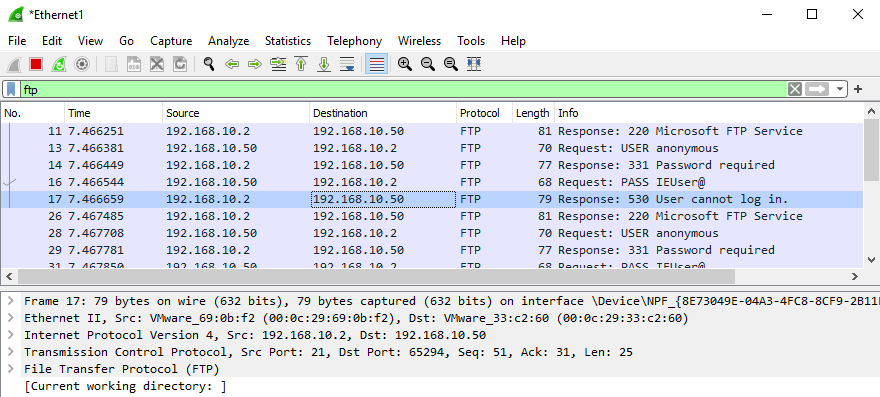 *Ethernet1
File Edit View Go Capture Analyze Statistics Telephony Wireless Tools Help
ftp
No. Time Source Destination Protocol Length Info
11 7.466251 192.168.10.2 192.168.10.50 FTP 81 Response: 220 Microsoft FTP Service
13 7.466381 192.168.10.50 192.168.10.2 FTP 70 Request: USER anonymous
14 7.466449 192.168.10.2 192.168.10.50 FTP 77 Response: 331 Password required
16 7.466544 192.168.10.50 192.168.10.2 FTP 68 Request: PASS IEUser@
17 7.466659 192.168.10.2 192.168.10.50 FTP 79 Response: 530 User cannot log in.
26 7.467485 192.168.10.2 192.168.10.50 FTP 81 Response: 220 Microsoft FTP Service
28 7.467708 192.168.10.50 192.168.10.2 FTP 70 Request: USER anonymous
29 7.467781 192.168.10.2 192.168.10.50 FTP 77 Response: 331 Password required
31 7.467850 192.168.10.50 192.168.10.2 FTP 68 Request: PASS IEUser@
Frame 17: 79 bytes on wire (632 bits), 79 bytes captured (632 bits) on interface \Device\NPF_{8E73049E-04A3-4FC8-8CF9-2B11
Ethernet II, Src: VMware_69:0b:f2 (00:0c:29:69:0b:f2), Dst: VMware_33:c2:60 (00:0c:29:33:c2:60)
Internet Protocol Version 4, Src: 192.168.10.2, Dst: 192.168.10.50
Transmission Control Protocol, Src Port: 21, Dst Port: 65294, Seq: 51, Ack: 31, Len: 25
File Transfer Protocol (FTP)
[Current working directory: ]